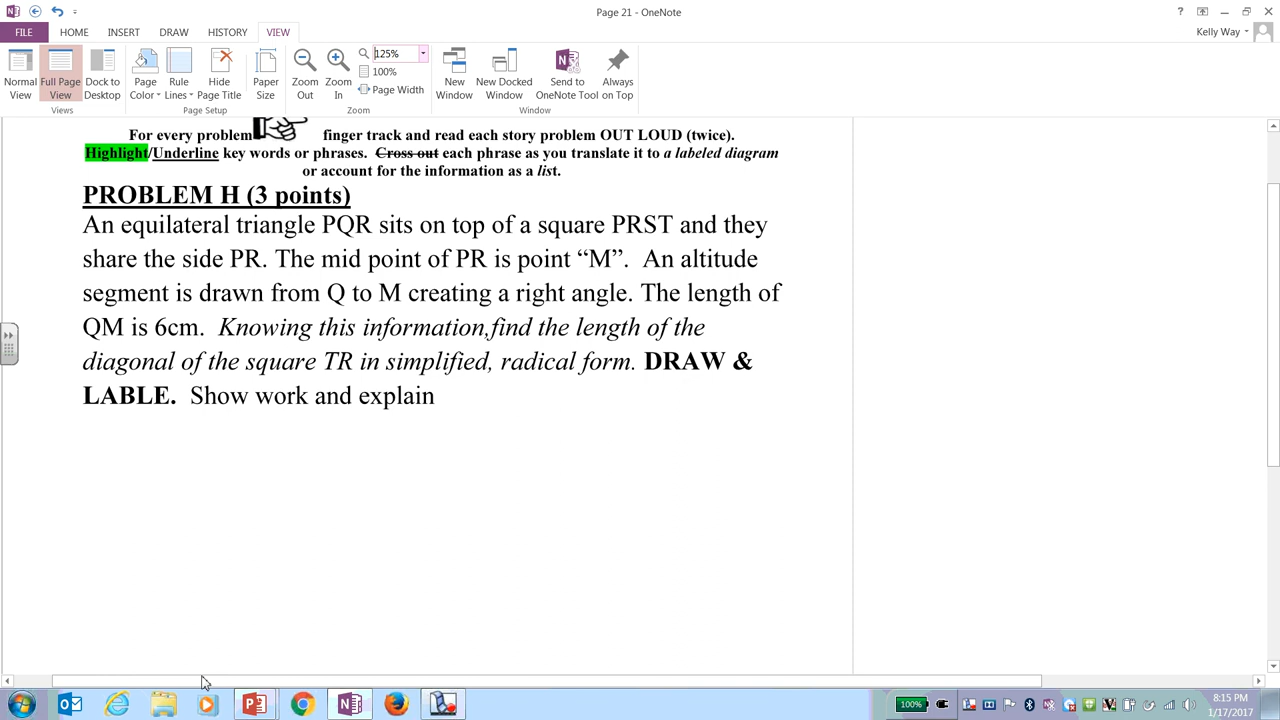 Page 21 - OneNote
Kelly Way
FILE HOME INSERT DRAW HISTORY VIEW
Normal View
Full Page View
Dock to Desktop
Views
Page Color
Rule Lines
Hide Page Title
Paper Size
Page Setup
Zoom Out
Zoom In
125%
100%
Page Width
Zoom
New Window
New Docked Window
Send to OneNote Tool
Always on Top
Window
For every problem finger track and read each story problem OUT LOUD (twice).
Highlight/Underline key words or phrases. Cross out each phrase as you translate it to a labeled diagram
or account for the information as a list.
PROBLEM H (3 points)
An equilateral triangle PQR sits on top of a square PRST and they
share the side PR. The mid point of PR is point “M”. An altitude
segment is drawn from Q to M creating a right angle. The length of
QM is 6cm. Knowing this information,find the length of the
diagonal of the square TR in simplified, radical form. DRAW &
LABLE. Show work and explain
100%
8:15 PM
1/17/2017